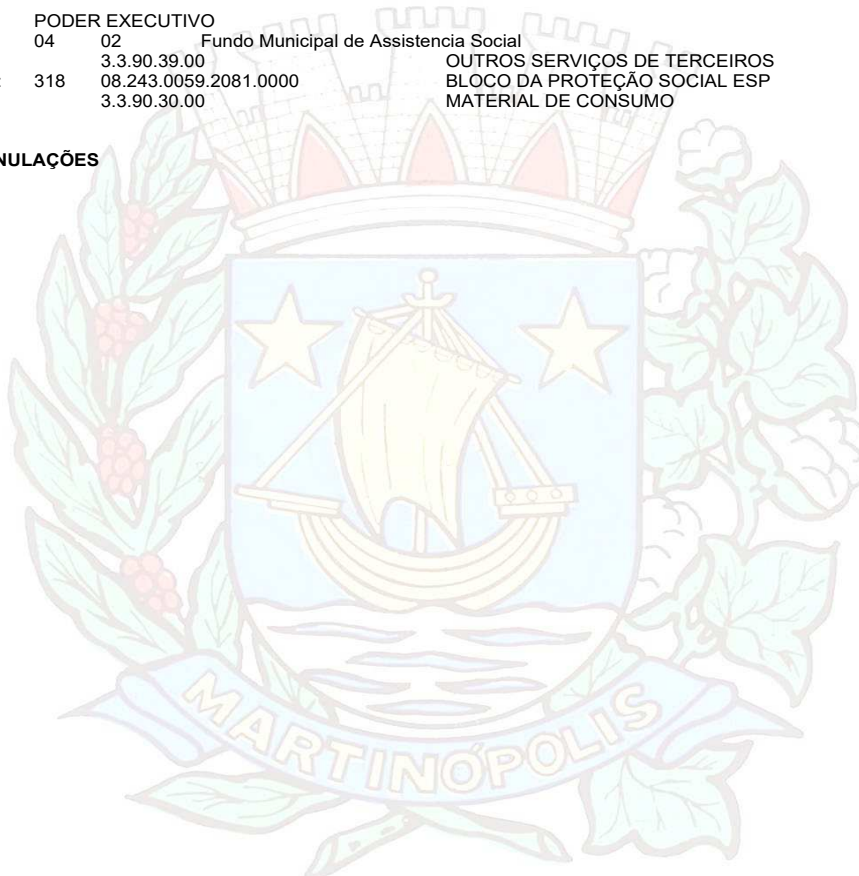 PODER EXECUTIVO
04 02 Fundo Municipal de Assistencia Social
3.3.90.39.00 OUTROS SERVIÇOS DE TERCEIROS
318 08.243.0059.2081.0000 BLOCO DA PROTEÇÃO SOCIAL ESP
3.3.90.30.00 MATERIAL DE CONSUMO
NULAÇÕES
MARTINÓPOLIS